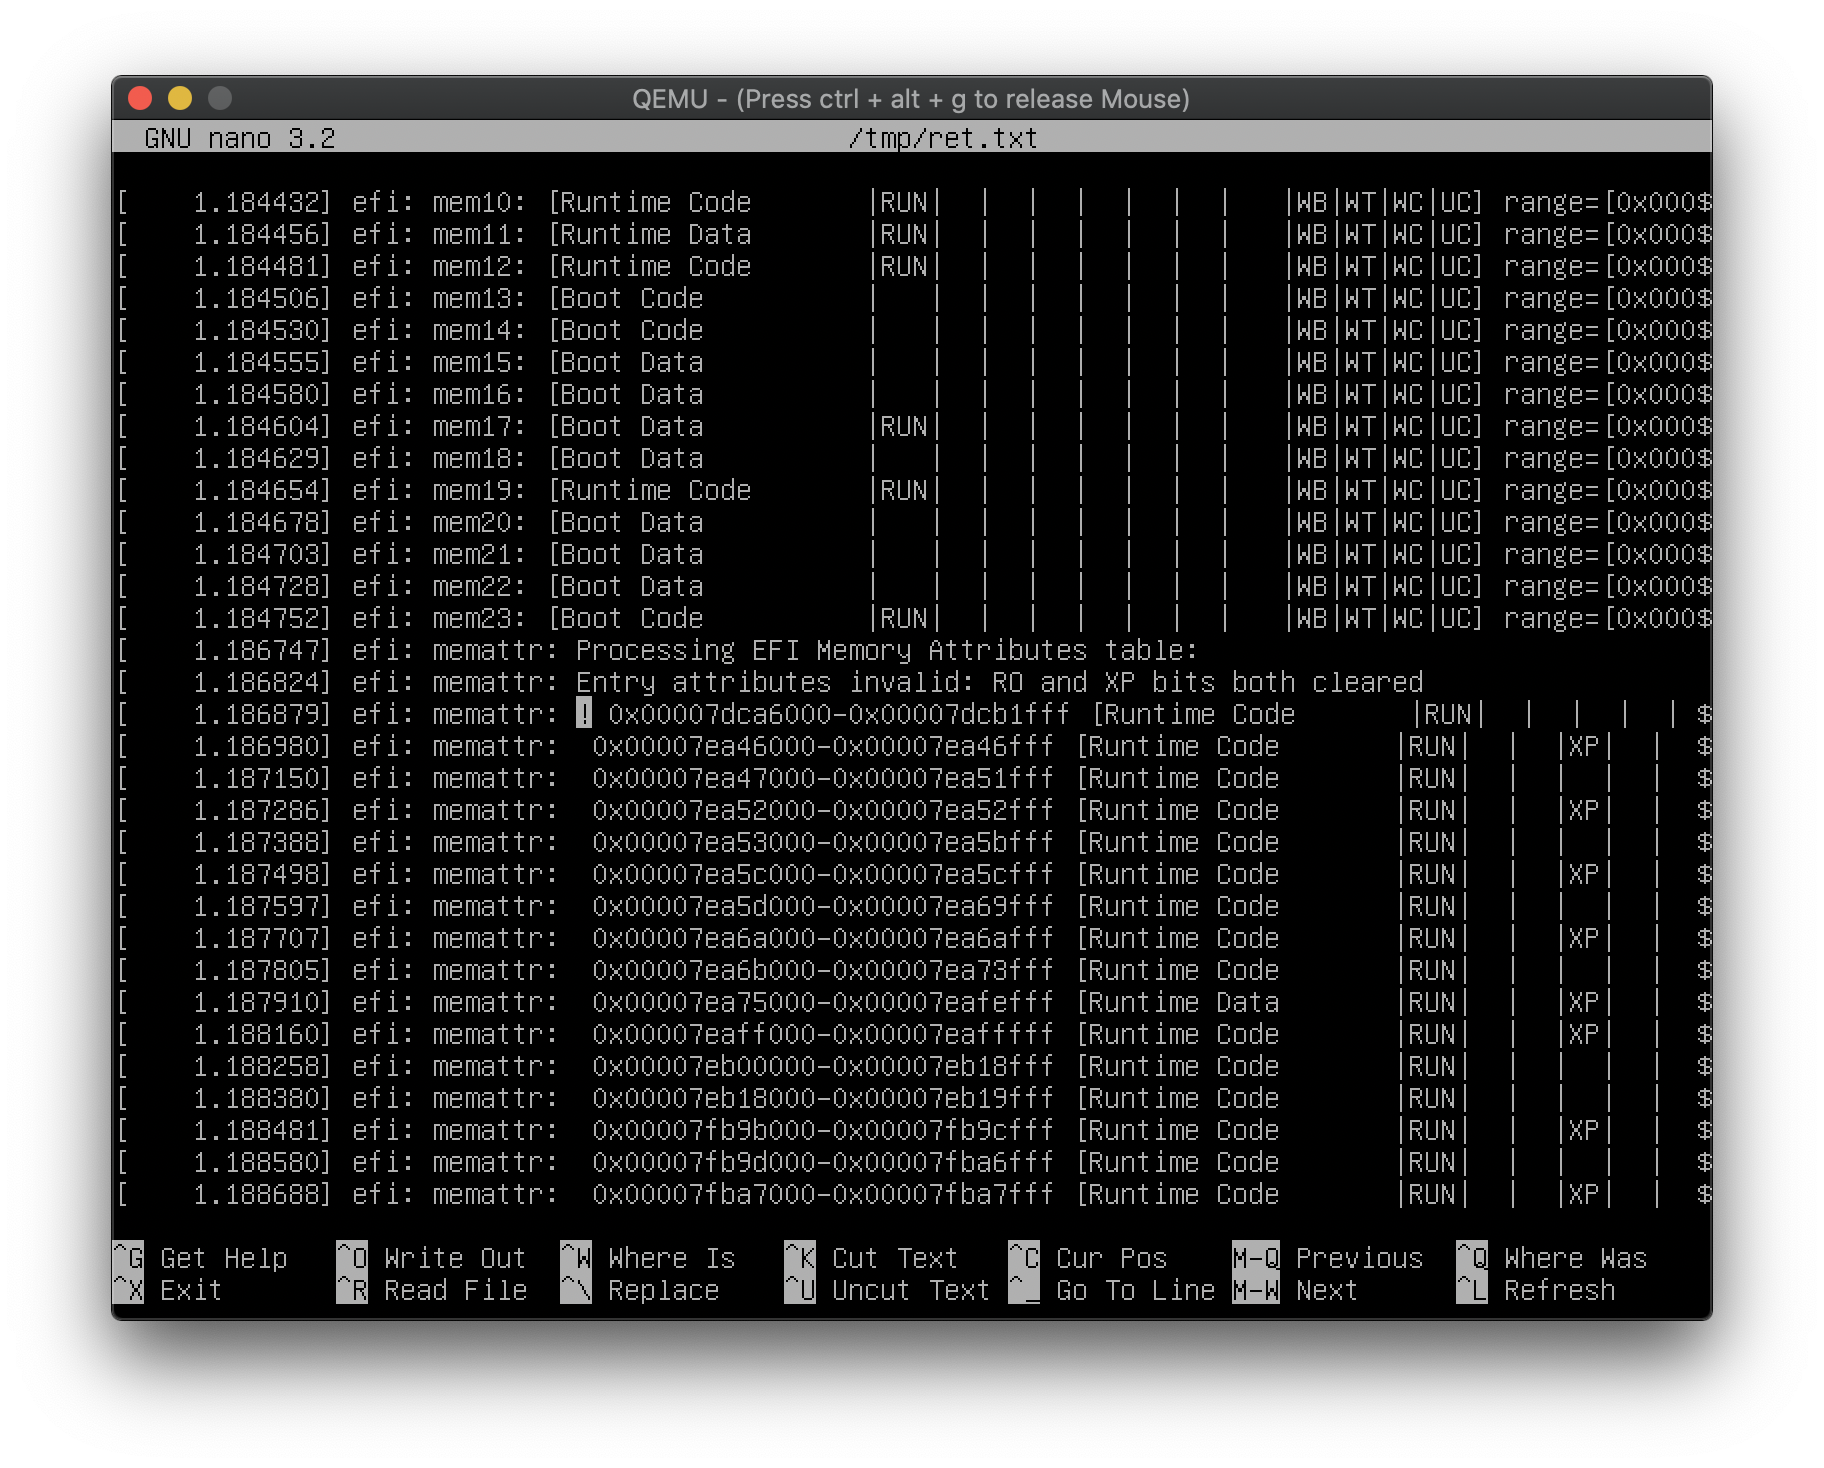 QEMU - (Press ctrl + alt + g to release Mouse)
GNU nano 3.2 /tmp/ret.txt
[    1.184432] efi: mem10: [Runtime Code       |RUN|  |  |  |  |  |  |   |WB|WT|WC|UC] range=[0x000$
[    1.184456] efi: mem11: [Runtime Data       |RUN|  |  |  |  |  |  |   |WB|WT|WC|UC] range=[0x000$
[    1.184481] efi: mem12: [Runtime Code       |RUN|  |  |  |  |  |  |   |WB|WT|WC|UC] range=[0x000$
[    1.184506] efi: mem13: [Boot Code          |   |  |  |  |  |  |  |   |WB|WT|WC|UC] range=[0x000$
[    1.184530] efi: mem14: [Boot Code          |   |  |  |  |  |  |  |   |WB|WT|WC|UC] range=[0x000$
[    1.184555] efi: mem15: [Boot Data          |   |  |  |  |  |  |  |   |WB|WT|WC|UC] range=[0x000$
[    1.184580] efi: mem16: [Boot Data          |   |  |  |  |  |  |  |   |WB|WT|WC|UC] range=[0x000$
[    1.184604] efi: mem17: [Boot Data          |RUN|  |  |  |  |  |  |   |WB|WT|WC|UC] range=[0x000$
[    1.184629] efi: mem18: [Boot Data          |   |  |  |  |  |  |  |   |WB|WT|WC|UC] range=[0x000$
[    1.184654] efi: mem19: [Runtime Code       |RUN|  |  |  |  |  |  |   |WB|WT|WC|UC] range=[0x000$
[    1.184678] efi: mem20: [Boot Data          |   |  |  |  |  |  |  |   |WB|WT|WC|UC] range=[0x000$
[    1.184703] efi: mem21: [Boot Data          |   |  |  |  |  |  |  |   |WB|WT|WC|UC] range=[0x000$
[    1.184728] efi: mem22: [Boot Data          |   |  |  |  |  |  |  |   |WB|WT|WC|UC] range=[0x000$
[    1.184752] efi: mem23: [Boot Code          |RUN|  |  |  |  |  |  |   |WB|WT|WC|UC] range=[0x000$
[    1.186747] efi: memattr: Processing EFI Memory Attributes table:
[    1.186824] efi: memattr: Entry attributes invalid: RO and XP bits both cleared
[    1.186879] efi: memattr: ! 0x00007dca6000-0x00007dcb1fff [Runtime Code       |RUN|  |  |  |  | $
[    1.186980] efi: memattr:  0x00007ea46000-0x00007ea46fff [Runtime Code       |RUN|  |  |XP|  |  $
[    1.187150] efi: memattr:  0x00007ea47000-0x00007ea51fff [Runtime Code       |RUN|  |  |  |  |  $
[    1.187286] efi: memattr:  0x00007ea52000-0x00007ea52fff [Runtime Code       |RUN|  |  |XP|  |  $
[    1.187388] efi: memattr:  0x00007ea53000-0x00007ea5bfff [Runtime Code       |RUN|  |  |  |  |  $
[    1.187498] efi: memattr:  0x00007ea5c000-0x00007ea5cfff [Runtime Code       |RUN|  |  |XP|  |  $
[    1.187597] efi: memattr:  0x00007ea5d000-0x00007ea69fff [Runtime Code       |RUN|  |  |  |  |  $
[    1.187707] efi: memattr:  0x00007ea6a000-0x00007ea6afff [Runtime Code       |RUN|  |  |XP|  |  $
[    1.187805] efi: memattr:  0x00007ea6b000-0x00007ea73fff [Runtime Code       |RUN|  |  |  |  |  $
[    1.187910] efi: memattr:  0x00007ea75000-0x00007eafefff [Runtime Data       |RUN|  |  |XP|  |  $
[    1.188160] efi: memattr:  0x00007eaff000-0x00007eafffff [Runtime Code       |RUN|  |  |XP|  |  $
[    1.188258] efi: memattr:  0x00007eb00000-0x00007eb18fff [Runtime Code       |RUN|  |  |  |  |  $
[    1.188380] efi: memattr:  0x00007eb18000-0x00007eb19fff [Runtime Code       |RUN|  |  |  |  |  $
[    1.188481] efi: memattr:  0x00007fb9b000-0x00007fb9cfff [Runtime Code       |RUN|  |  |XP|  |  $
[    1.188580] efi: memattr:  0x00007fb9d000-0x00007fba6fff [Runtime Code       |RUN|  |  |  |  |  $
[    1.188688] efi: memattr:  0x00007fba7000-0x00007fba7fff [Runtime Code       |RUN|  |  |XP|  |  $
^G Get Help ^O Write Out ^W Where Is ^K Cut Text ^C Cur Pos M-Q Previous ^Q Where Was
^X Exit ^R Read File ^\ Replace ^U Uncut Text ^_ Go To Line M-W Next ^L Refresh